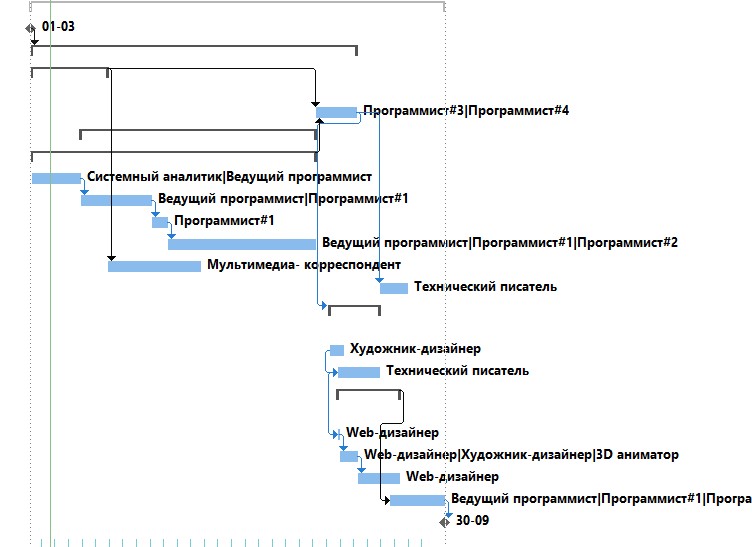 01-03
Программист#3|Программист#4
Системный аналитик|Ведущий программист
Ведущий программист|Программист#1
Программист#1
Ведущий программист|Программист#1|Программист#2
Мультимедиа- корреспондент
Технический писатель
Художник-дизайнер
Технический писатель
Web-дизайнер
Web-дизайнер|Художник-дизайнер|3D аниматор
Web-дизайнер
Ведущий программист|Программист#1|Програ
30-09